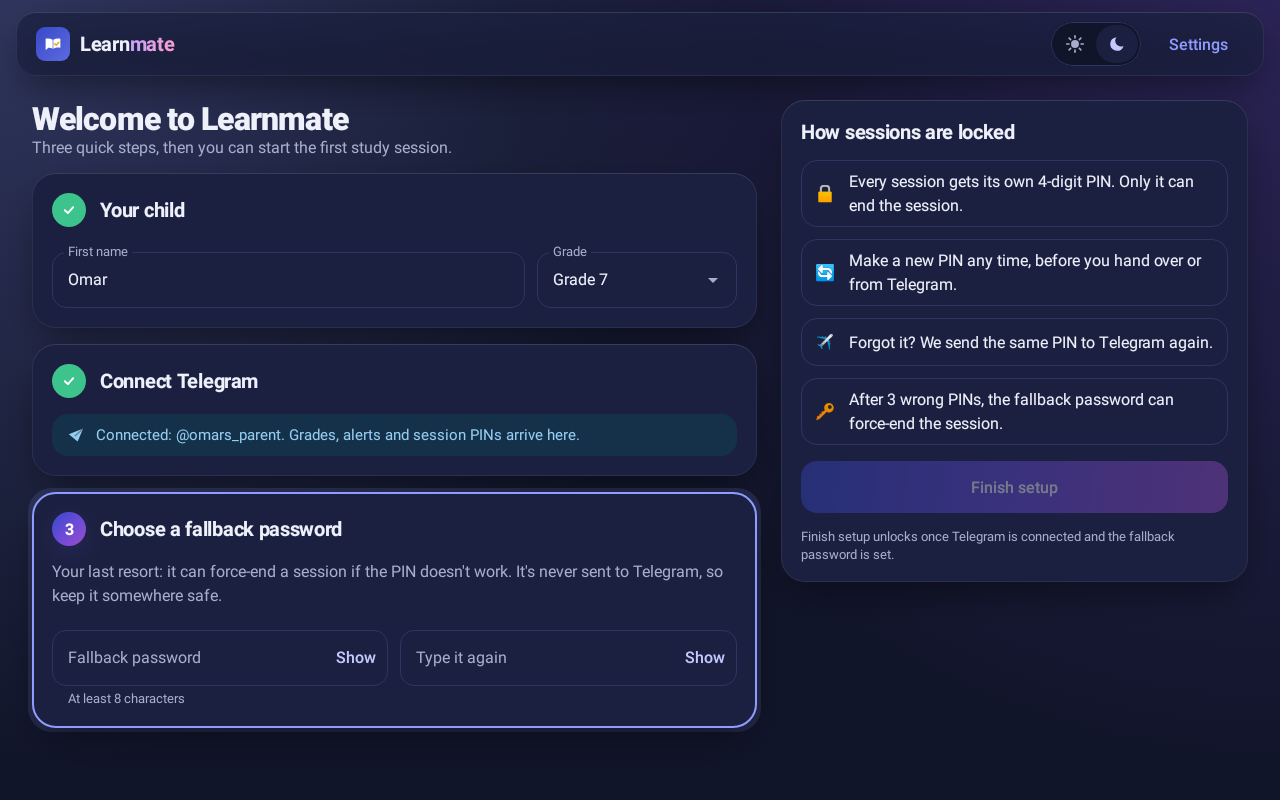 Learnmate
Settings
Welcome to Learnmate
Three quick steps, then you can start the first study session.
Your child
First name
Omar
Grade
Grade 7
Connect Telegram
Connected: @omars_parent. Grades, alerts and session PINs arrive here.
3
Choose a fallback password
Your last resort: it can force-end a session if the PIN doesn't work. It's never sent to Telegram, so
keep it somewhere safe.
Fallback password
Show
Type it again
Show
At least 8 characters
How sessions are locked
Every session gets its own 4-digit PIN. Only it can
end the session.
Make a new PIN any time, before you hand over or
from Telegram.
Forgot it? We send the same PIN to Telegram again.
After 3 wrong PINs, the fallback password can
force-end the session.
Finish setup
Finish setup unlocks once Telegram is connected and the fallback
password is set.